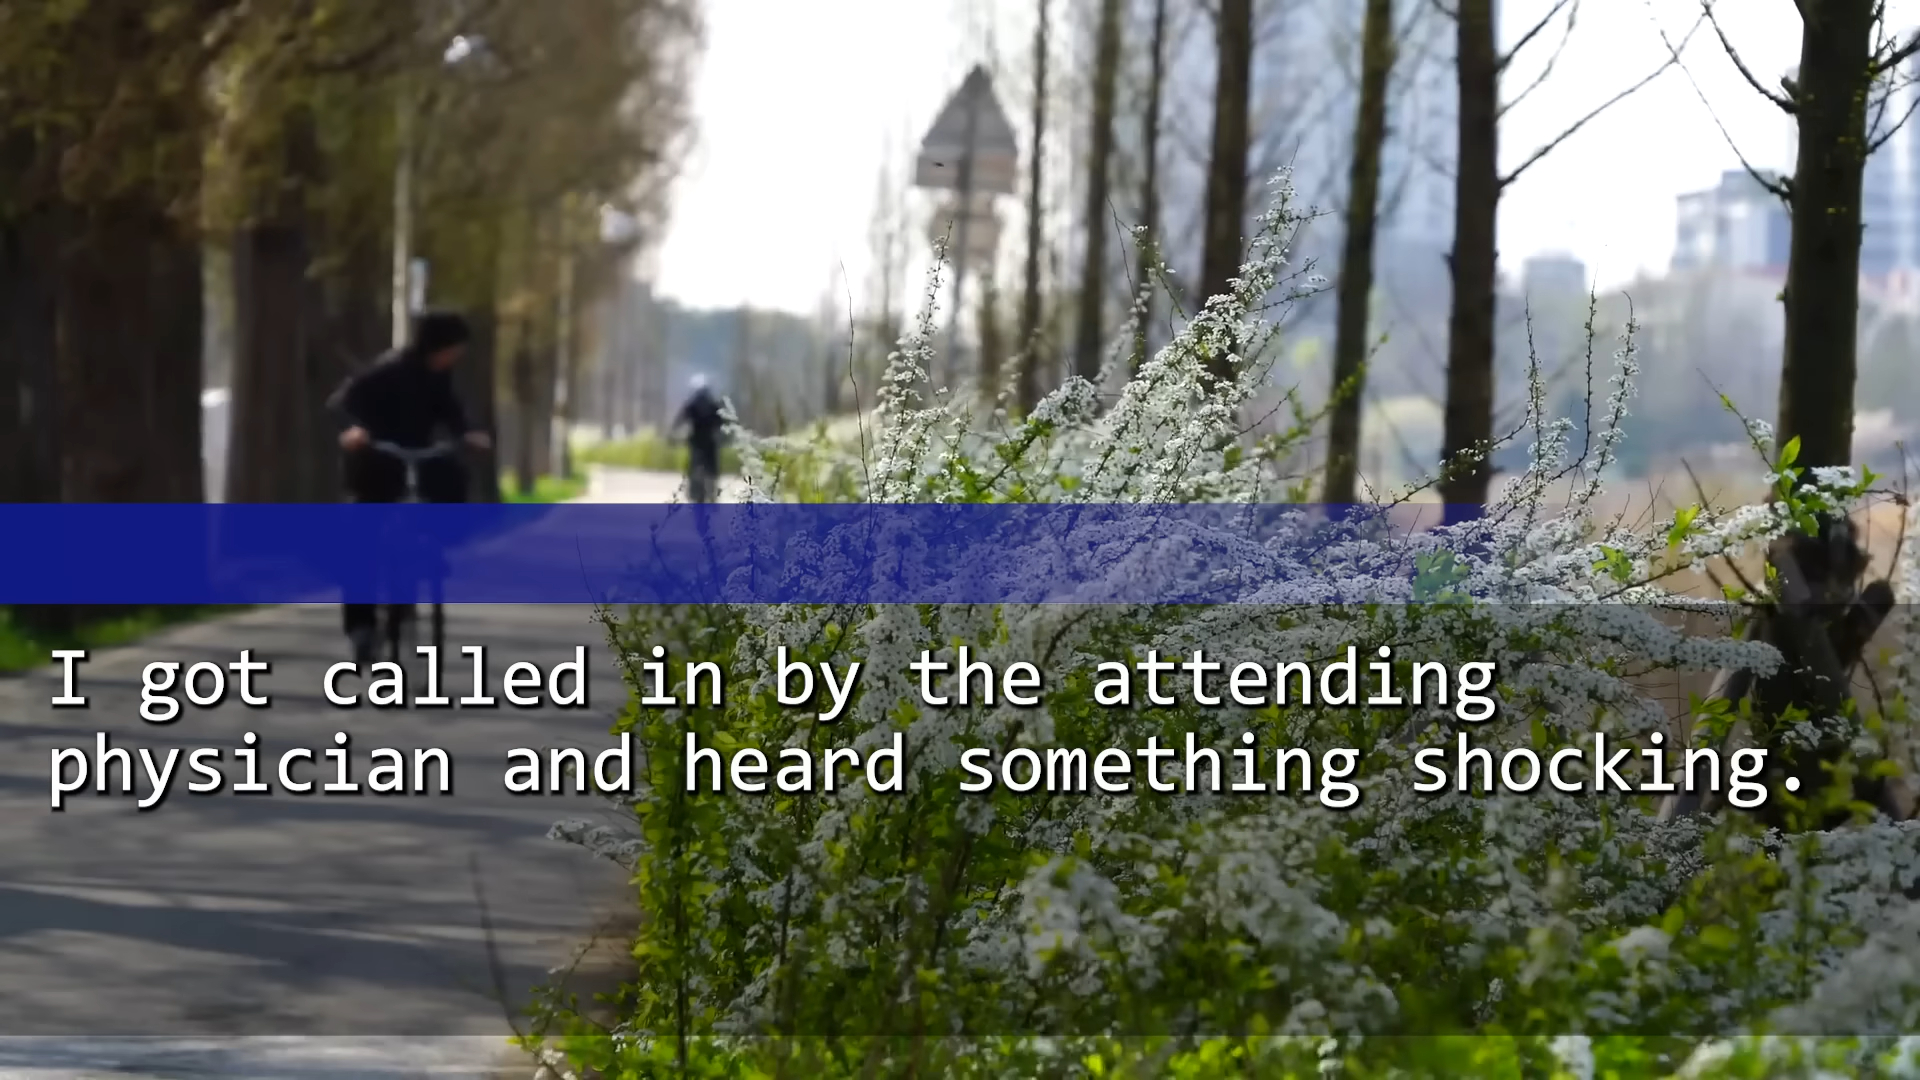 I got called in by the attending
physician and heard something shocking.